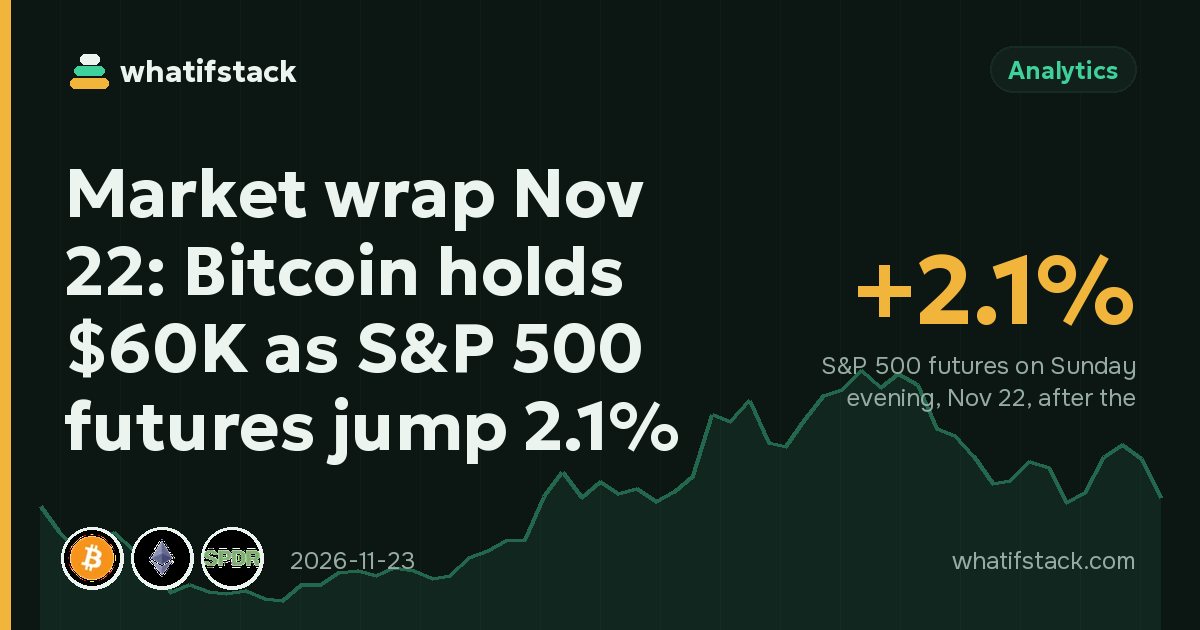 whatifstack
Analytics
Market wrap Nov
22: Bitcoin holds
$60K as S&P 500
futures jump 2.1%
+2.1%
S&P 500 futures on Sunday
evening, Nov 22, after the
SPDR
2026-11-23
whatifstack.com